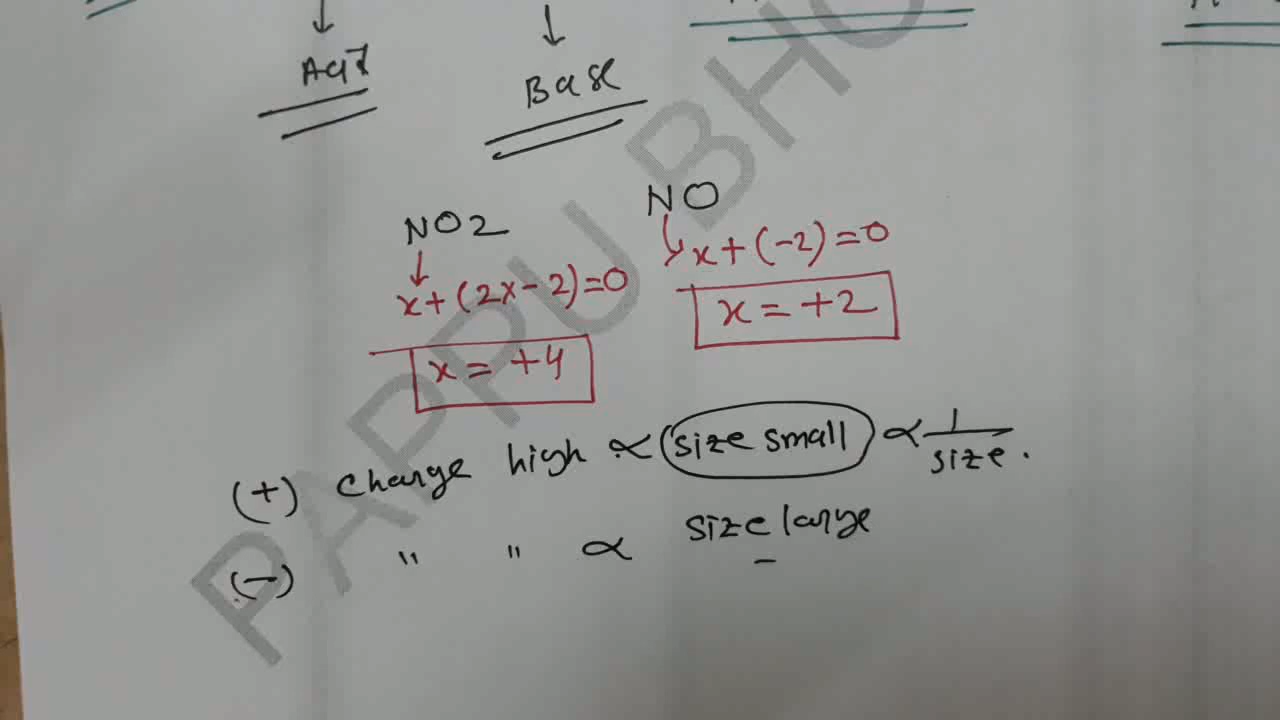 Base
NO2
NO
x + (2x-2) = 0
x + (-2) = 0
x = +4
x = +2
(+) Charge high ∝ (size small) ∝ 1/size.
(-) " " ∝ size large
PAPPU BHO